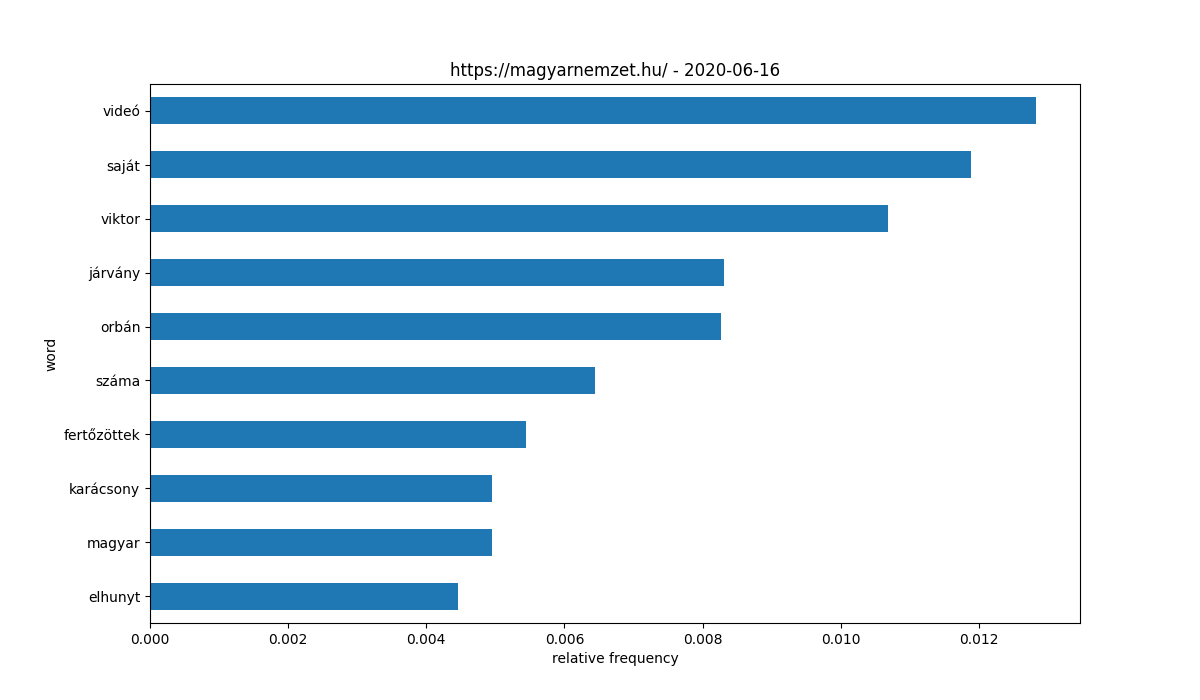 https://magyarnemzet.hu/ - 2020-06-16
videó
saját
viktor
járvány
orbán
száma
fertőzöttek
karácsony
magyar
elhunyt
word
0.000 0.002 0.004 0.006 0.008 0.010 0.012
relative frequency